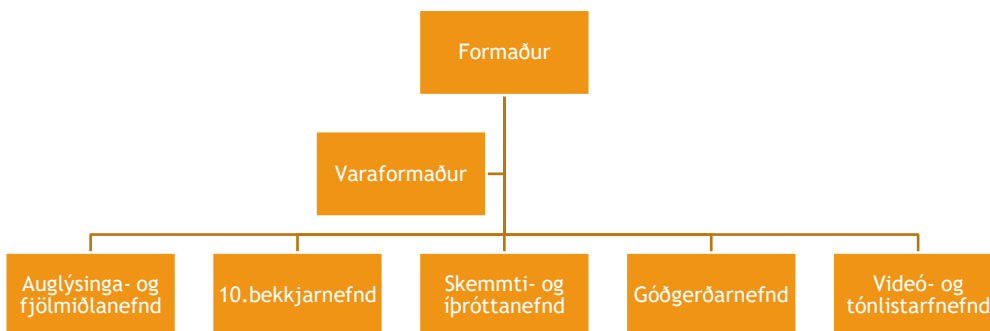 Formaður
Varaformaður
Auglýsinga- og
fjölmiðlanefnd
10.bekkjarnefnd
Skemmti- og
íþróttanefnd
Góðgerðarnefnd
Videó- og
tónlistarfnefnd